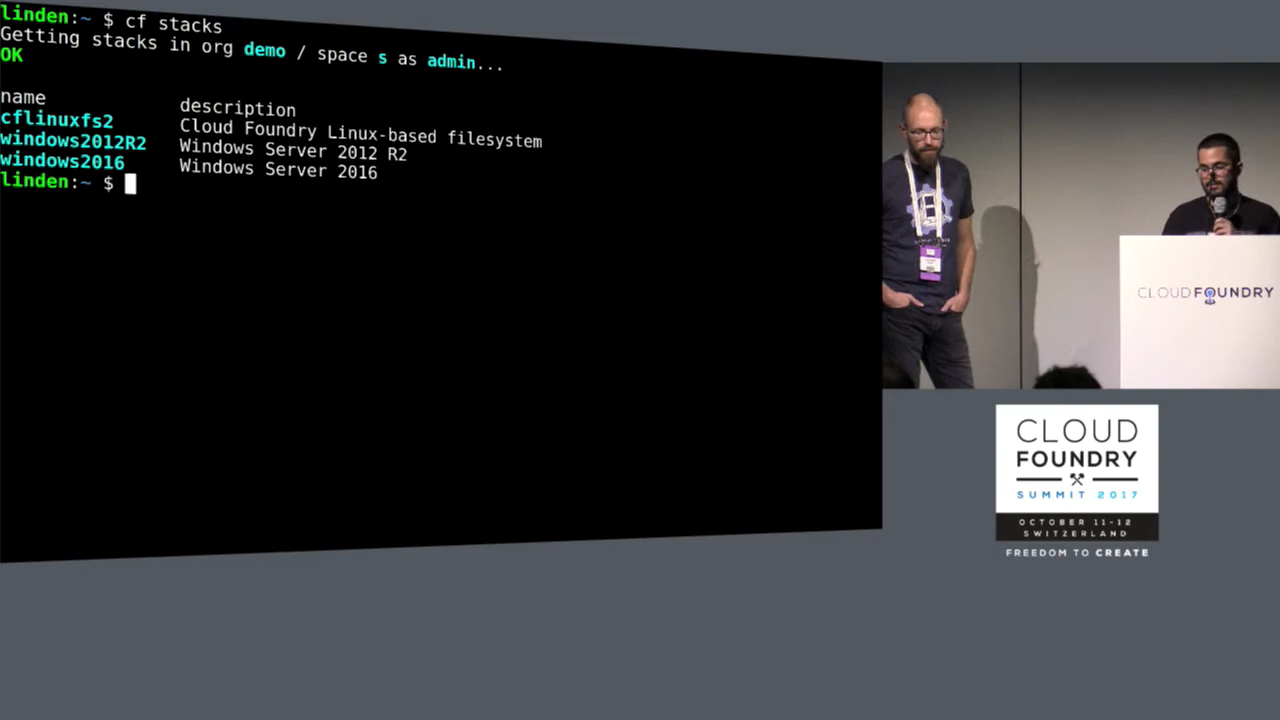 linden:~ $ cf stacks
Getting stacks in org demo / space s as admin...
OK
name description
cflinuxfs2 Cloud Foundry Linux-based filesystem
windows2012R2 Windows Server 2012 R2
windows2016 Windows Server 2016
linden:~ $
CLOUDFOUNDRY
CLOUD
FOUNDRY
SUMMIT 2017
OCTOBER 11-12
SWITZERLAND
FREEDOM TO CREATE